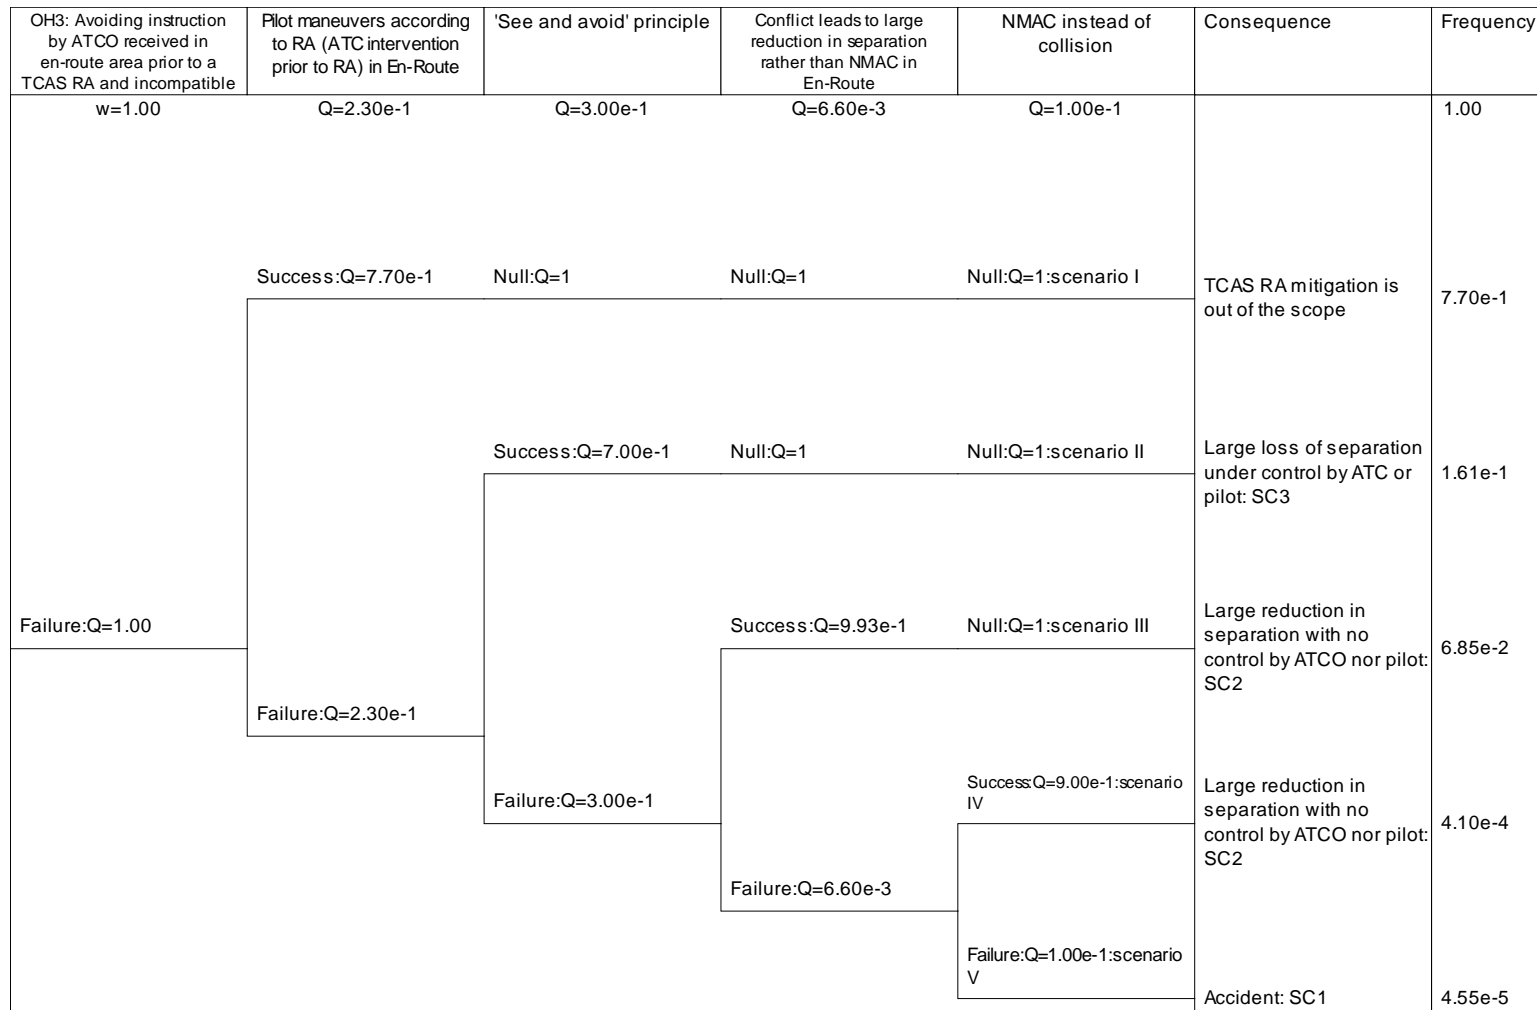 OH3: Avoiding instruction
by ATCO received in
en-route area prior to a
TCAS RA and incompatible
Pilot maneuvers according
to RA (ATC intervention
prior to RA) in En-Route
'See and avoid' principle
Conflict leads to large
reduction in separation
rather than NMAC in
En-Route
NMAC instead of
collision
Consequence
Frequency
w=1.00
Q=2.30e-1
Q=3.00e-1
Q=6.60e-3
Q=1.00e-1
1.00
Success:Q=7.70e-1
Null:Q=1
Null:Q=1
Null:Q=1:scenario I
TCAS RA mitigation is
out of the scope
7.70e-1
Success:Q=7.00e-1
Null:Q=1
Null:Q=1:scenario II
Large loss of separation
under control by ATC or
pilot: SC3
1.61e-1
Failure:Q=1.00
Success:Q=9.93e-1
Null:Q=1:scenario III
Large reduction in
separation with no
control by ATCO nor pilot:
SC2
6.85e-2
Failure:Q=2.30e-1
Failure:Q=3.00e-1
Success:Q=9.00e-1:scenario
IV
Large reduction in
separation with no
control by ATCO nor pilot:
SC2
4.10e-4
Failure:Q=6.60e-3
Failure:Q=1.00e-1:scenario
V
Accident: SC1
4.55e-5